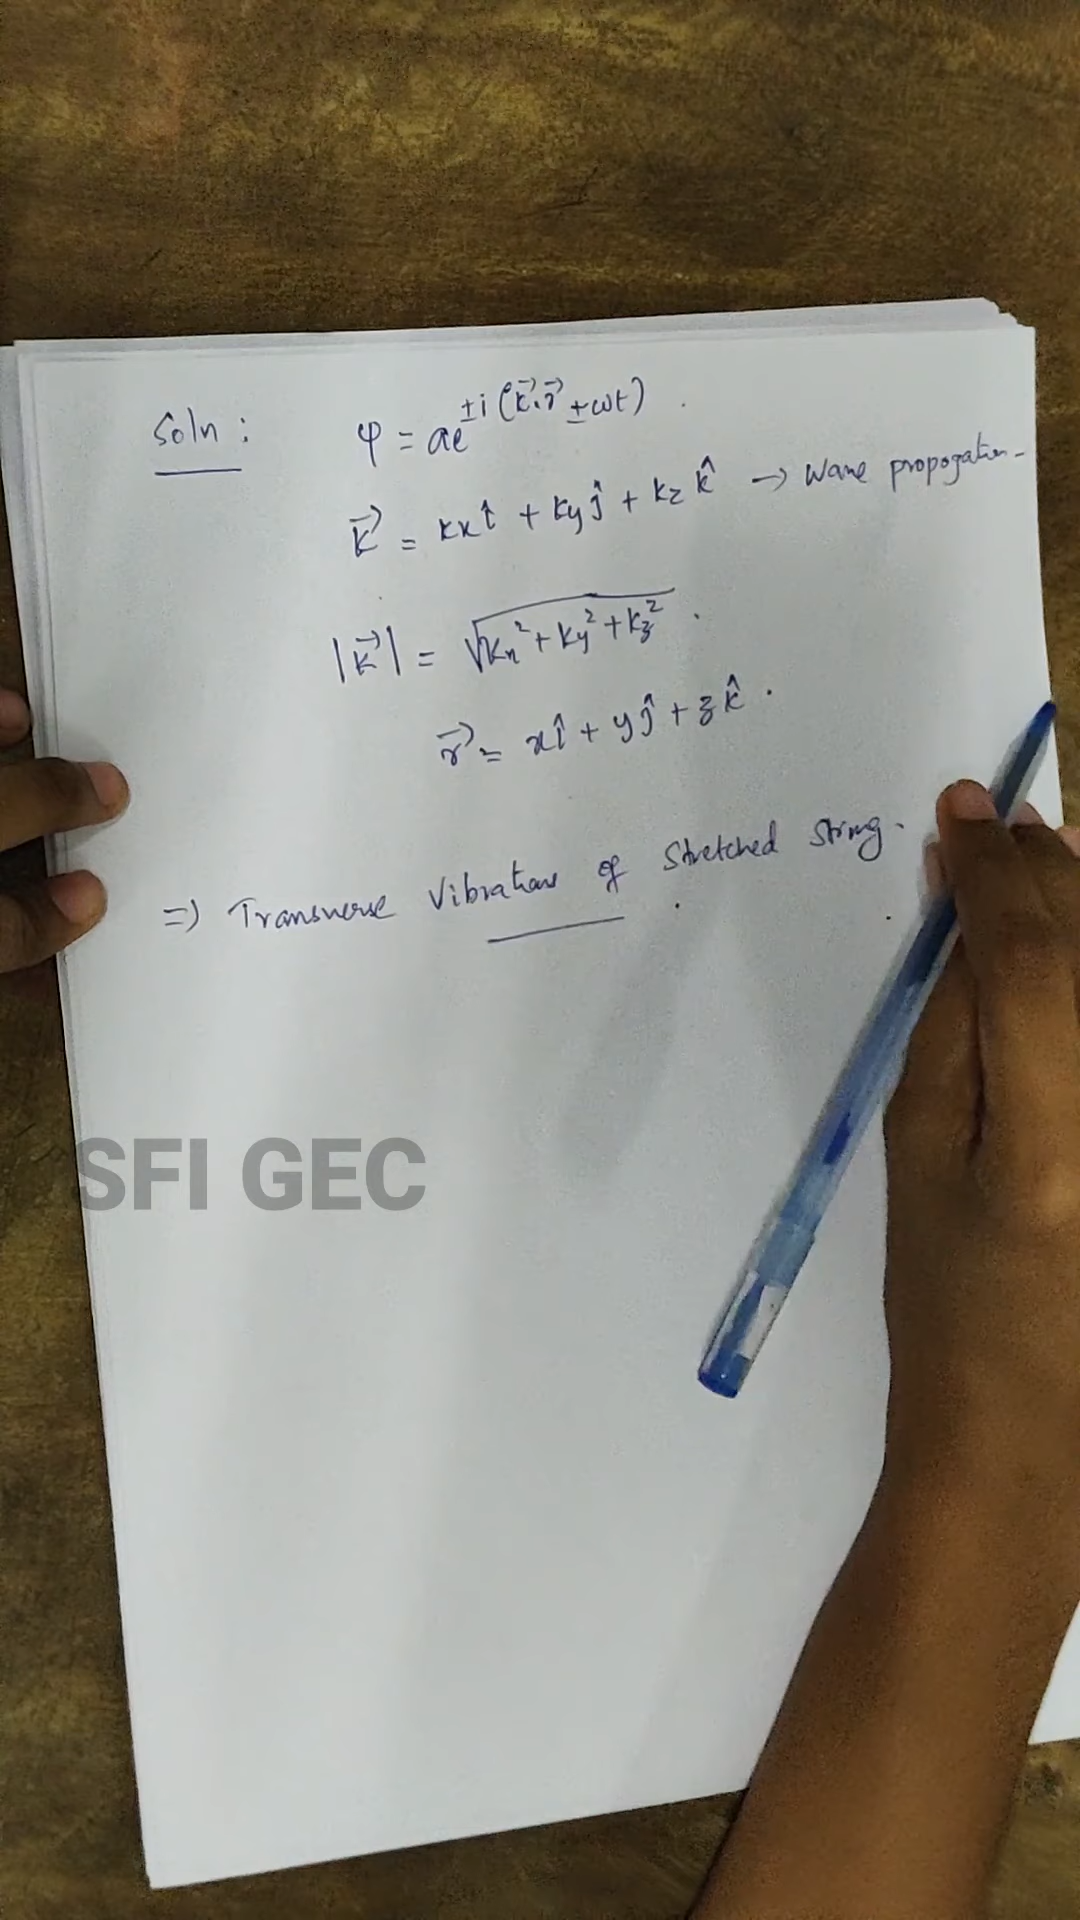 Soln : φ = ae^±i(k⃗.r⃗ ± ωt) .
k⃗ = kx î + ky ĵ + kz k̂ → Wave propogation -
|k⃗| = √kx² + ky² + kz² .
r⃗ = xî + yĵ + zk̂ .
=) Transverse Vibrations of Stretched String .
SFI GEC